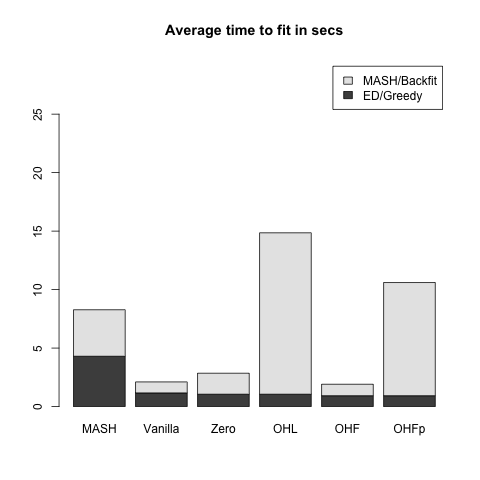 Average time to fit in secs
MASH/Backfit
ED/Greedy
25
20
15
10
5
0
MASH Vanilla Zero OHL OHF OHFp